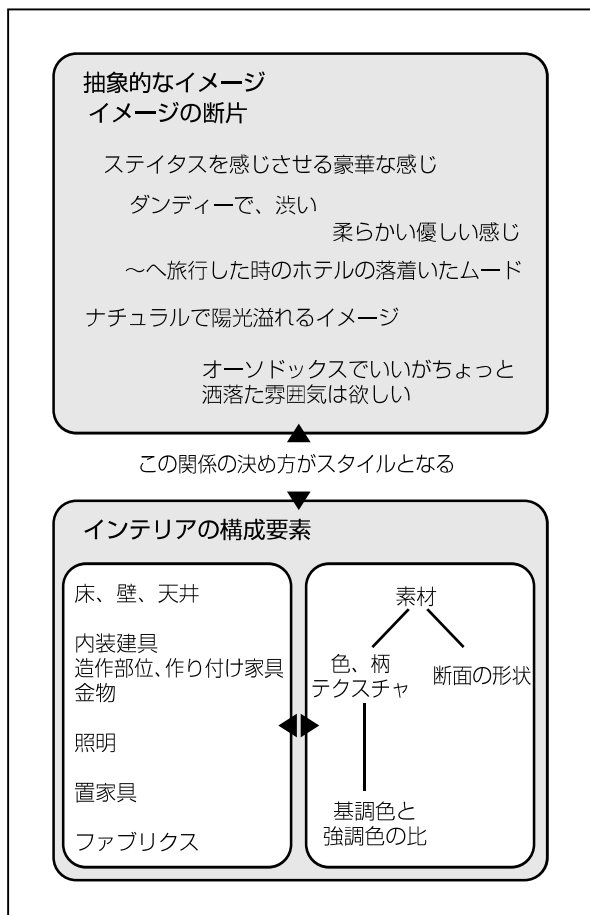 抽象的なイメージ
イメージの断片
ステイタスを感じさせる豪華な感じ
ダンディーで、渋い
柔らかい優しい感じ
～へ旅行した時のホテルの落着いたムード
ナチュラルで陽光溢れるイメージ
オーソドックスでいいがちょっと
洒落た雰囲気は欲しい
この関係の決め方がスタイルとなる
インテリアの構成要素
床、壁、天井
内装建具
造作部位、作り付け家具
金物
照明
置家具
ファブリクス
素材
色、柄
テクスチャ
断面の形状
基調色と
強調色の比